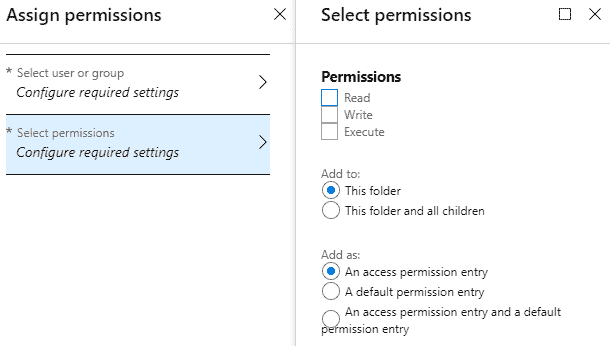 Assign permissions
* Select user or group
Configure required settings
* Select permissions
Configure required settings
Select permissions
Permissions
Read
Write
Execute
Add to:
This folder
This folder and all children
Add as:
An access permission entry
A default permission entry
An access permission entry and a default
permission entry